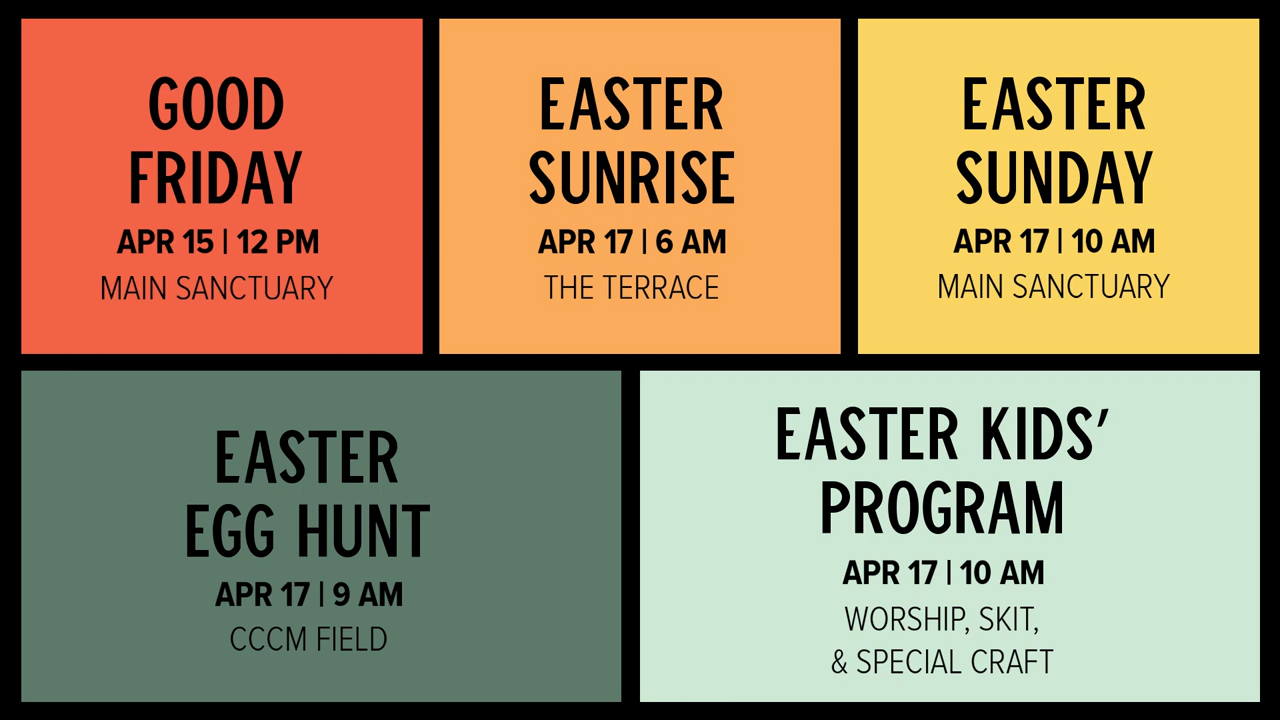 GOOD
FRIDAY
APR 15 | 12 PM
MAIN SANCTUARY
EASTER
SUNRISE
APR 17 | 6 AM
THE TERRACE
EASTER
SUNDAY
APR 17 | 10 AM
MAIN SANCTUARY
EASTER
EGG HUNT
APR 17 | 9 AM
CCCM FIELD
EASTER KIDS’
PROGRAM
APR 17 | 10 AM
WORSHIP, SKIT,
& SPECIAL CRAFT